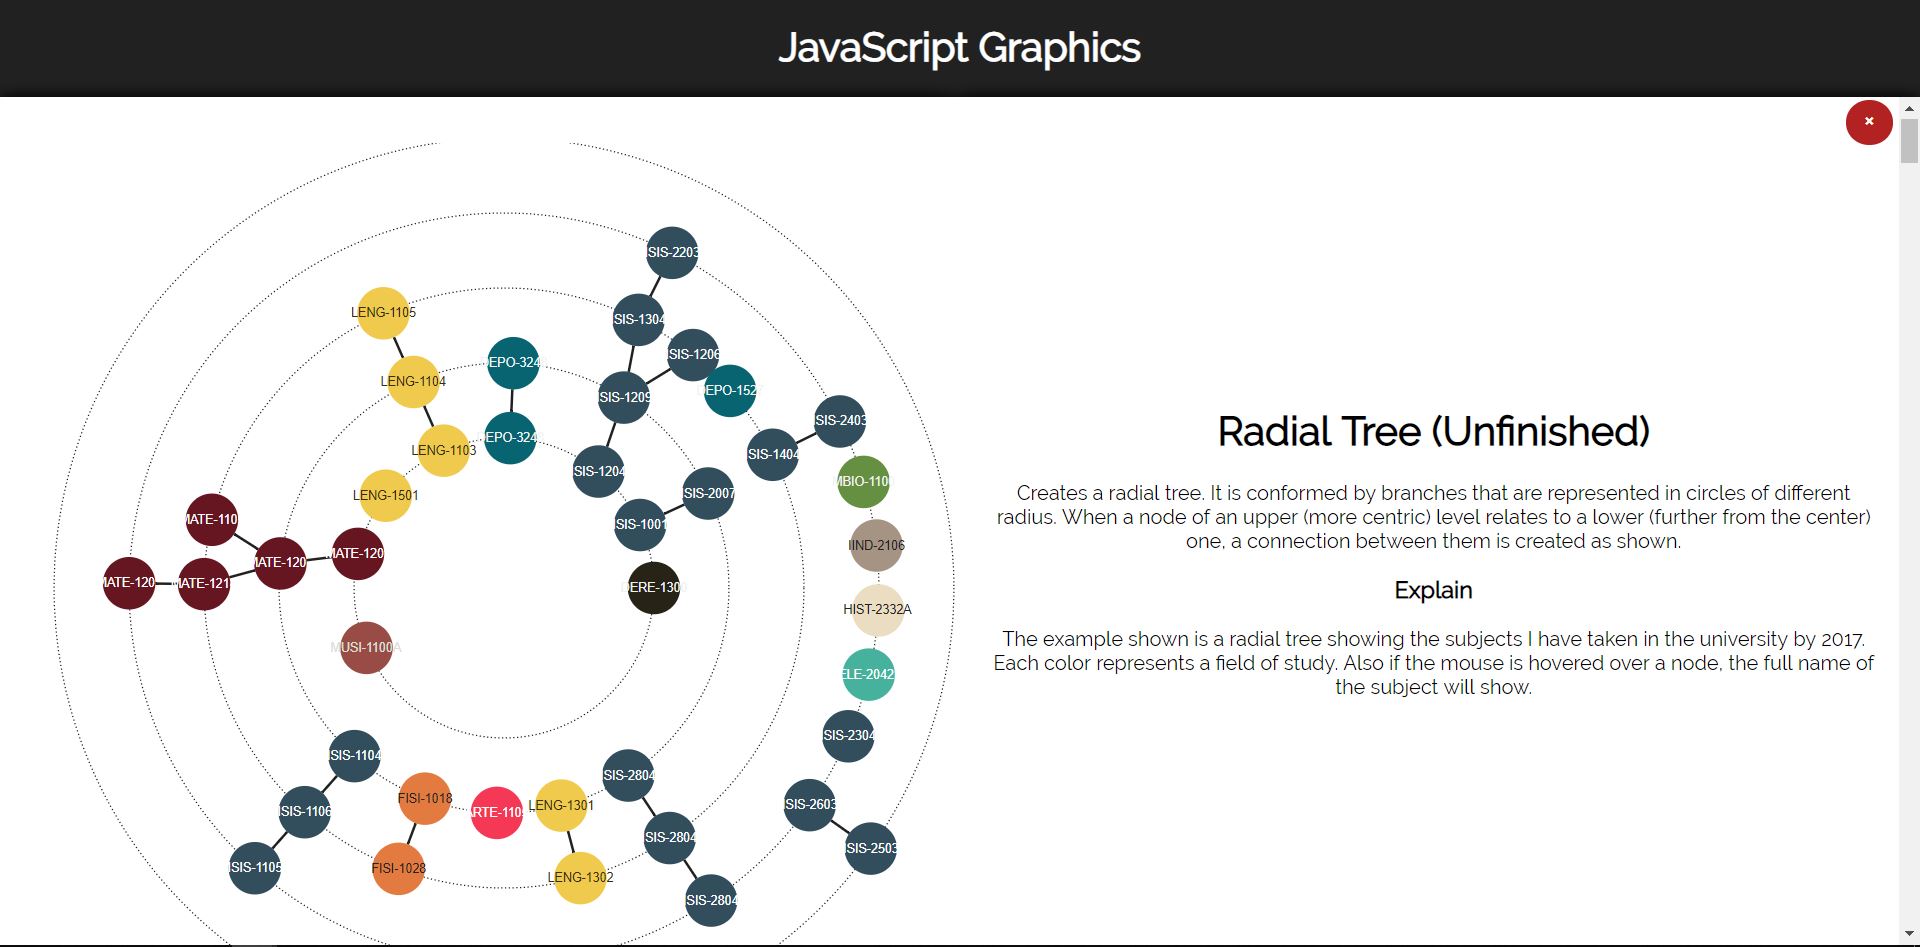 JavaScript Graphics
×
SIS-2203
LENG-1105
SIS-1304
SIS-1206
DEPO-324
LENG-1104
DEPO-152
SIS-1209
SIS-2403
DEPO-324
LENG-1103
SIS-1404
SIS-1204
MBIO-110
LENG-1501
SIS-2007
MATE-110
ISIS-1001
IIND-2106
MATE-120
MATE-120
MATE-120
MATE-121
DERE-130
HIST-2332A
MUSI-1100A
ELE-2042
SIS-2304
SIS-1104
SIS-2804
FISI-1018
LENG-1301
SIS-2603
ISIS-1106
ARTE-110
SIS-2804
SIS-2503
SIS-1105
FISI-1028
LENG-1302
SIS-2804
Radial Tree (Unfinished)
Creates a radial tree. It is conformed by branches that are represented in circles of different
radius. When a node of an upper (more centric) level relates to a lower (further from the center)
one, a connection between them is created as shown.
Explain
The example shown is a radial tree showing the subjects I have taken in the university by 2017.
Each color represents a field of study. Also if the mouse is hovered over a node, the full name of
the subject will show.